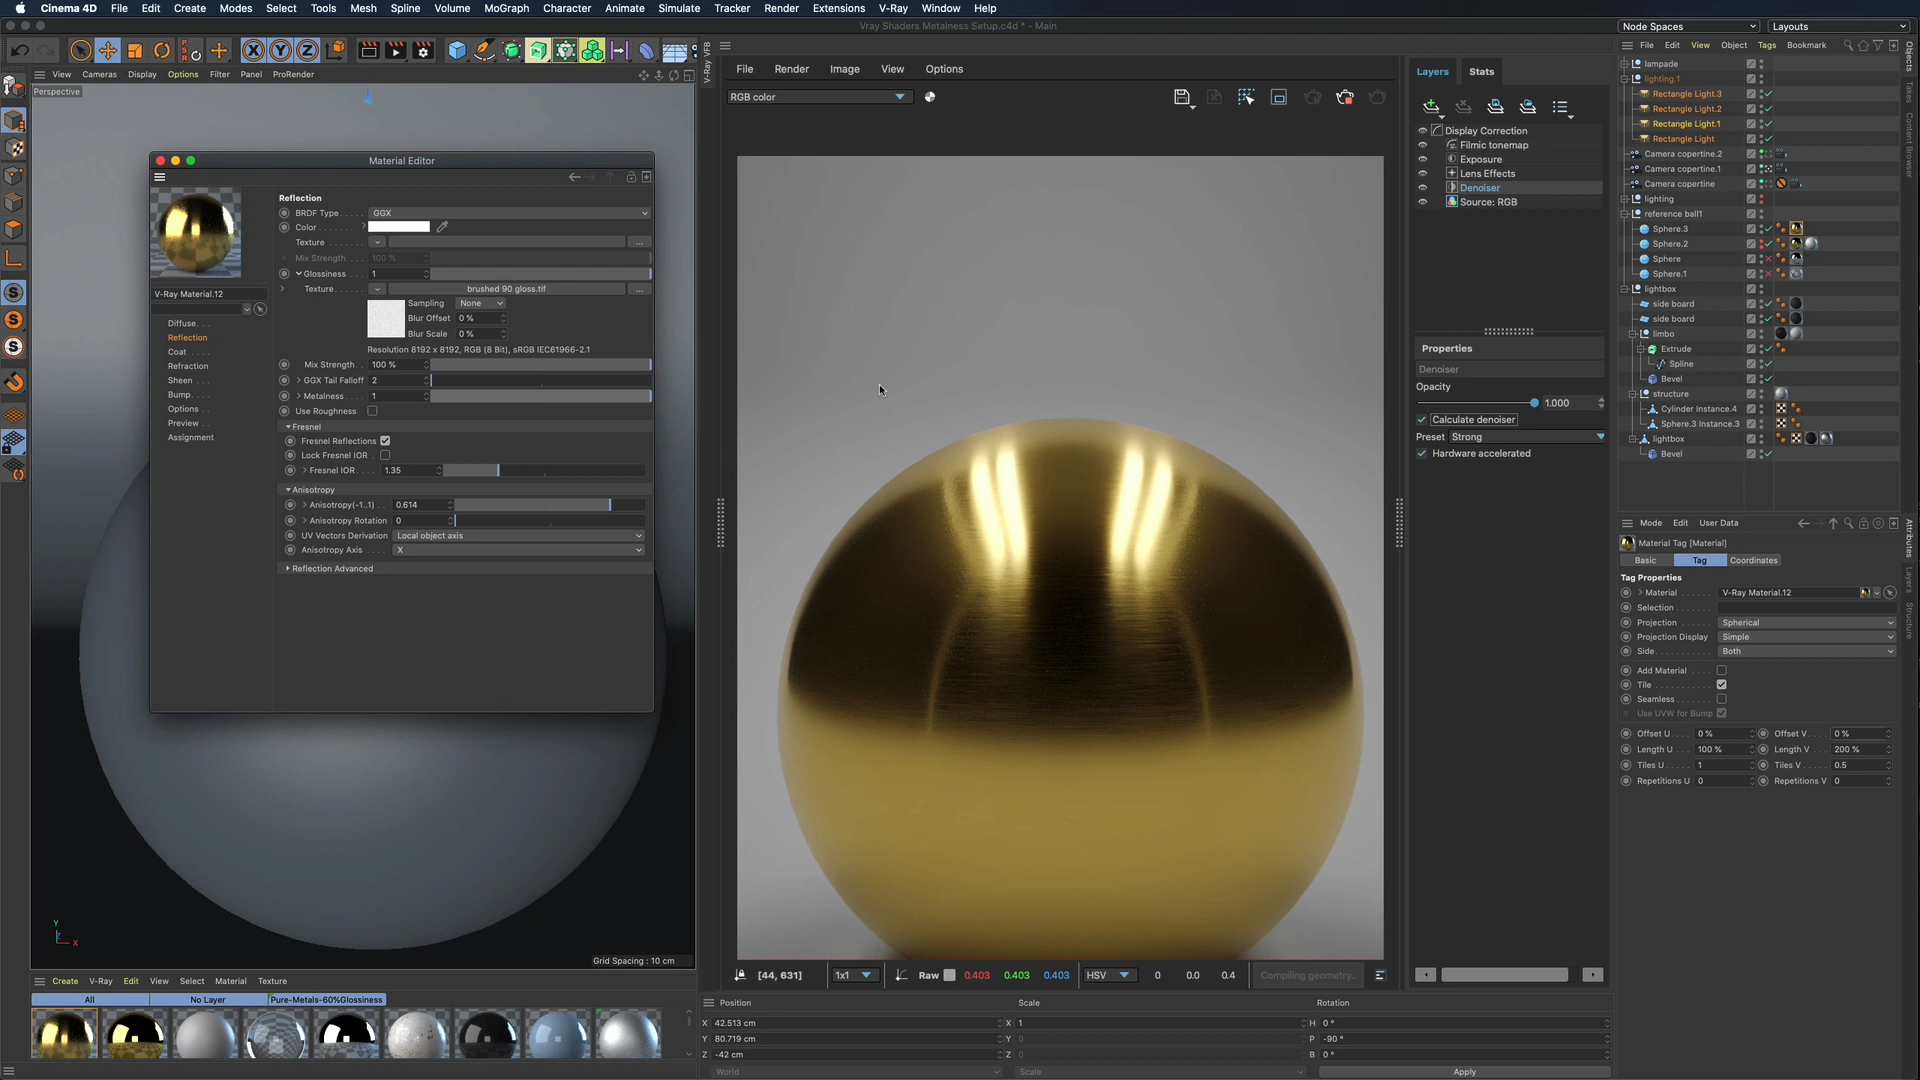 Cinema 4D File Edit Create Modes Select Tools Mesh Spline Volume MoGraph Character Animate Simulate Tracker Render Extensions V-Ray Window Help
Vray Shaders Metalness Setup.c4d * - Main
Node Spaces
Layouts
View Cameras Display Options Filter Panel ProRender
Perspective
Material Editor
V-Ray Material.12
Diffuse
Reflection
Coat
Refraction
Sheen
Bump
Options
Preview
Assignment
Reflection
BRDF Type GGX
Color
Texture
Mix Strength 100 %
Glossiness 1
Texture brushed 90 gloss.tif
Sampling None
Blur Offset 0 %
Blur Scale 0 %
Resolution 8192 x 8192, RGB (8 Bit), sRGB IEC61966-2.1
Mix Strength 100 %
GGX Tail Falloff 2
Metalness 1
Use Roughness
Fresnel
Fresnel Reflections
Lock Fresnel IOR
Fresnel IOR 1.35
Anisotropy
Anisotropy(-1..1) 0.614
Anisotropy Rotation 0
UV Vectors Derivation Local object axis
Anisotropy Axis X
Reflection Advanced
Y
Z
X
Grid Spacing : 10 cm
V-Ray VFB
File Render Image View Options
RGB color
[44, 631]
1x1
Raw 0.403 0.403 0.403
HSV 0 0.0 0.4
Compiling geometry..
Layers Stats
Display Correction
Filmic tonemap
Exposure
Lens Effects
Denoiser
Source: RGB
Properties
Denoiser
Opacity
1.000
Calculate denoiser
Preset Strong
Hardware accelerated
File Edit View Object Tags Bookmark
lampade
lighting.1
Rectangle Light.3
Rectangle Light.2
Rectangle Light.1
Rectangle Light
Camera copertine.2
Camera copertine.1
Camera copertine
lighting
reference ball1
Sphere.3
Sphere.2
Sphere
Sphere.1
lightbox
side board
side board
limbo
Extrude
Spline
Bevel
structure
Cylinder Instance.4
Sphere.3 Instance.3
lightbox
Bevel
Objects
Takes
Content Browser
Mode Edit User Data
Material Tag [Material]
Basic Tag Coordinates
Tag Properties
Material V-Ray Material.12
Selection
Projection Spherical
Projection Display Simple
Side Both
Add Material
Tile
Seamless
Use UVW for Bump
Offset U 0 % Offset V 0 %
Length U 100 % Length V 200 %
Tiles U 1 Tiles V 0.5
Repetitions U 0 Repetitions V 0
Attributes
Layers
Structure
Create V-Ray Edit View Select Material Texture
All No Layer Pure-Metals-60%Glossiness
Position Scale Rotation
X 42.513 cm X 1 H 0 °
Y 80.719 cm Y 0 P -90 °
Z -42 cm Z 0 B 0 °
World Scale Apply